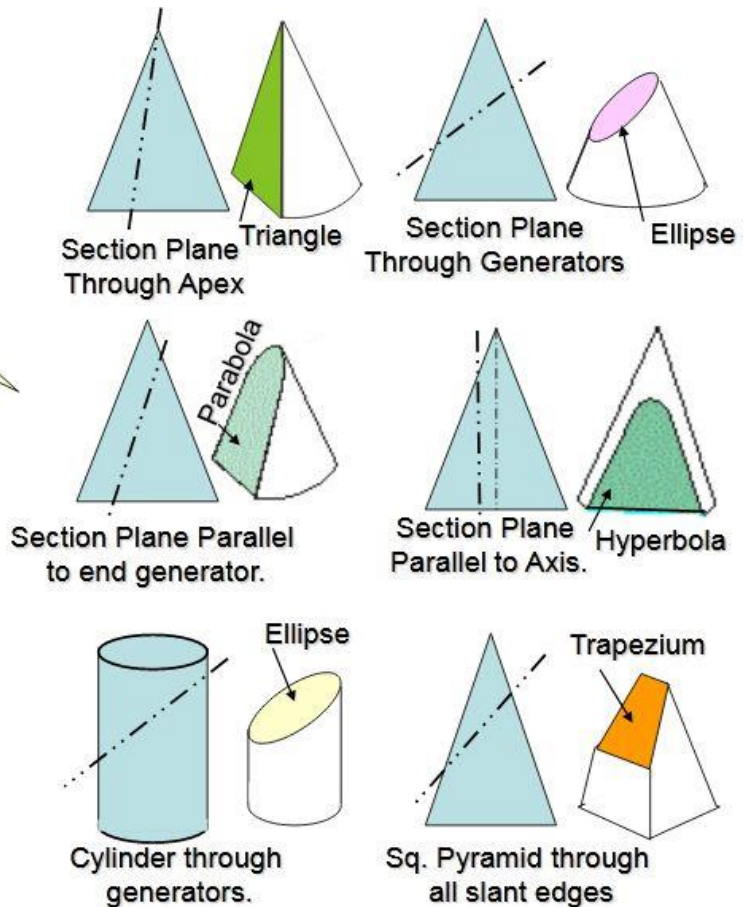 Section Plane
Through Apex
Triangle
Section Plane
Through Generators
Ellipse
Parabola
Section Plane Parallel
to end generator.
Section Plane
Parallel to Axis.
Hyperbola
Ellipse
Cylinder through
generators.
Trapezium
Sq. Pyramid through
all slant edges